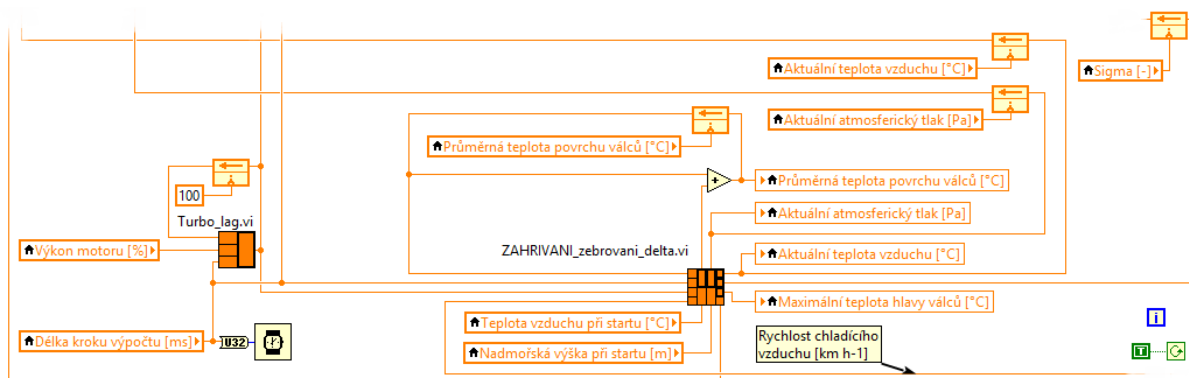 Aktuální teplota vzduchu [°C]
Sigma [-]
Aktuální atmosferický tlak [Pa]
Průměrná teplota povrchu válců [°C]
Průměrná teplota povrchu válců [°C]
100
Turbo_lag.vi
Aktuální atmosferický tlak [Pa]
Výkon motoru [%]
ZAHRIVANI_zebrovani_delta.vi
Aktuální teplota vzduchu [°C]
Maximální teplota hlavy válců [°C]
Teplota vzduchu při startu [°C]
i
Délka kroku výpočtu [ms]
U32
Nadmořská výška při startu [m]
Rychlost chladícího
vzduchu [km h-1]
T